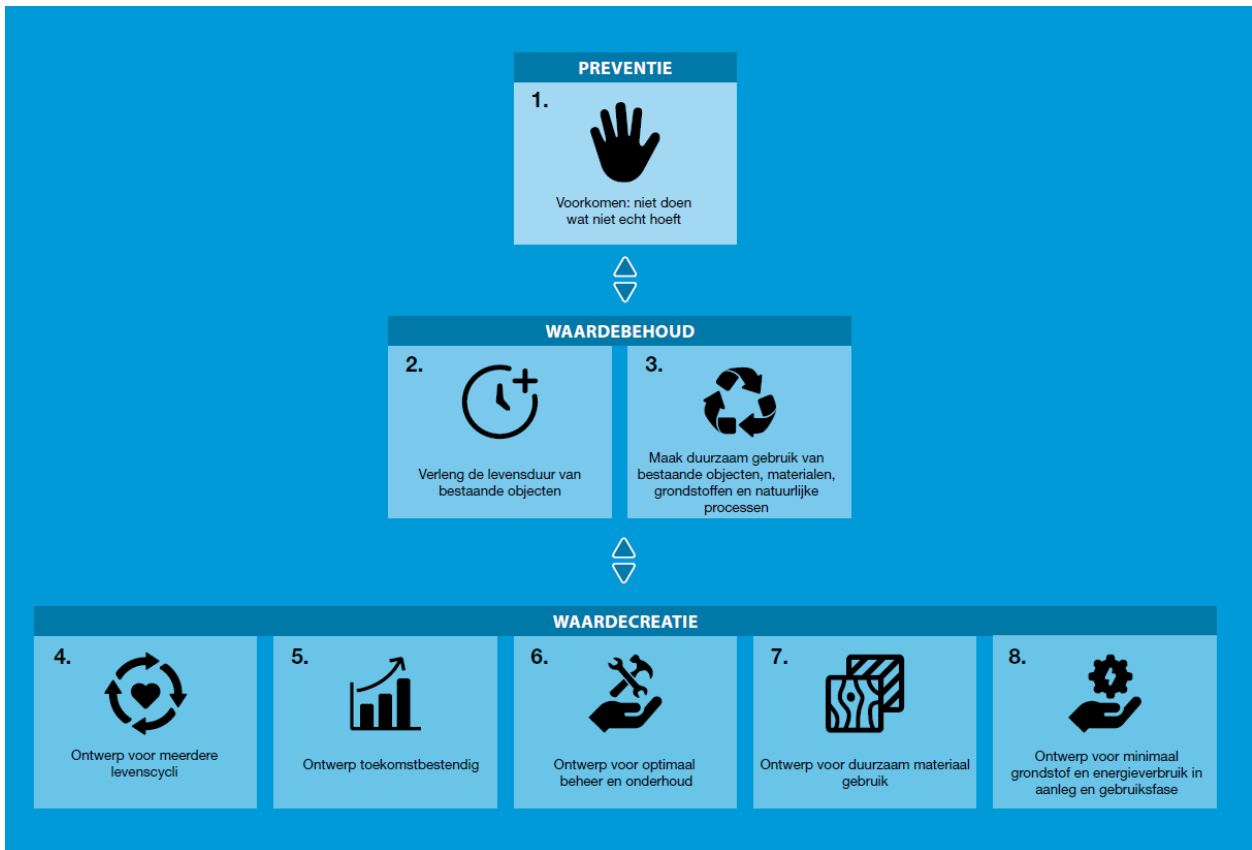 PREVENTIE
1.
Voorkomen: niet doen
wat niet echt hoeft
WAARDEBEHOUD
2.
Verleng de levensduur van
bestaande objecten
3.
Maak duurzaam gebruik van
bestaande objecten, materialen,
grondstoffen en natuurlijke
processen
WAARDECREATIE
4.
Ontwerp voor meerdere
levenscycli
5.
Ontwerp toekomstbestendig
6.
Ontwerp voor optimaal
beheer en onderhoud
7.
Ontwerp voor duurzaam materiaal
gebruik
8.
Ontwerp voor minimaal
grondstof en energieverbruik in
aanleg en gebruiksfase